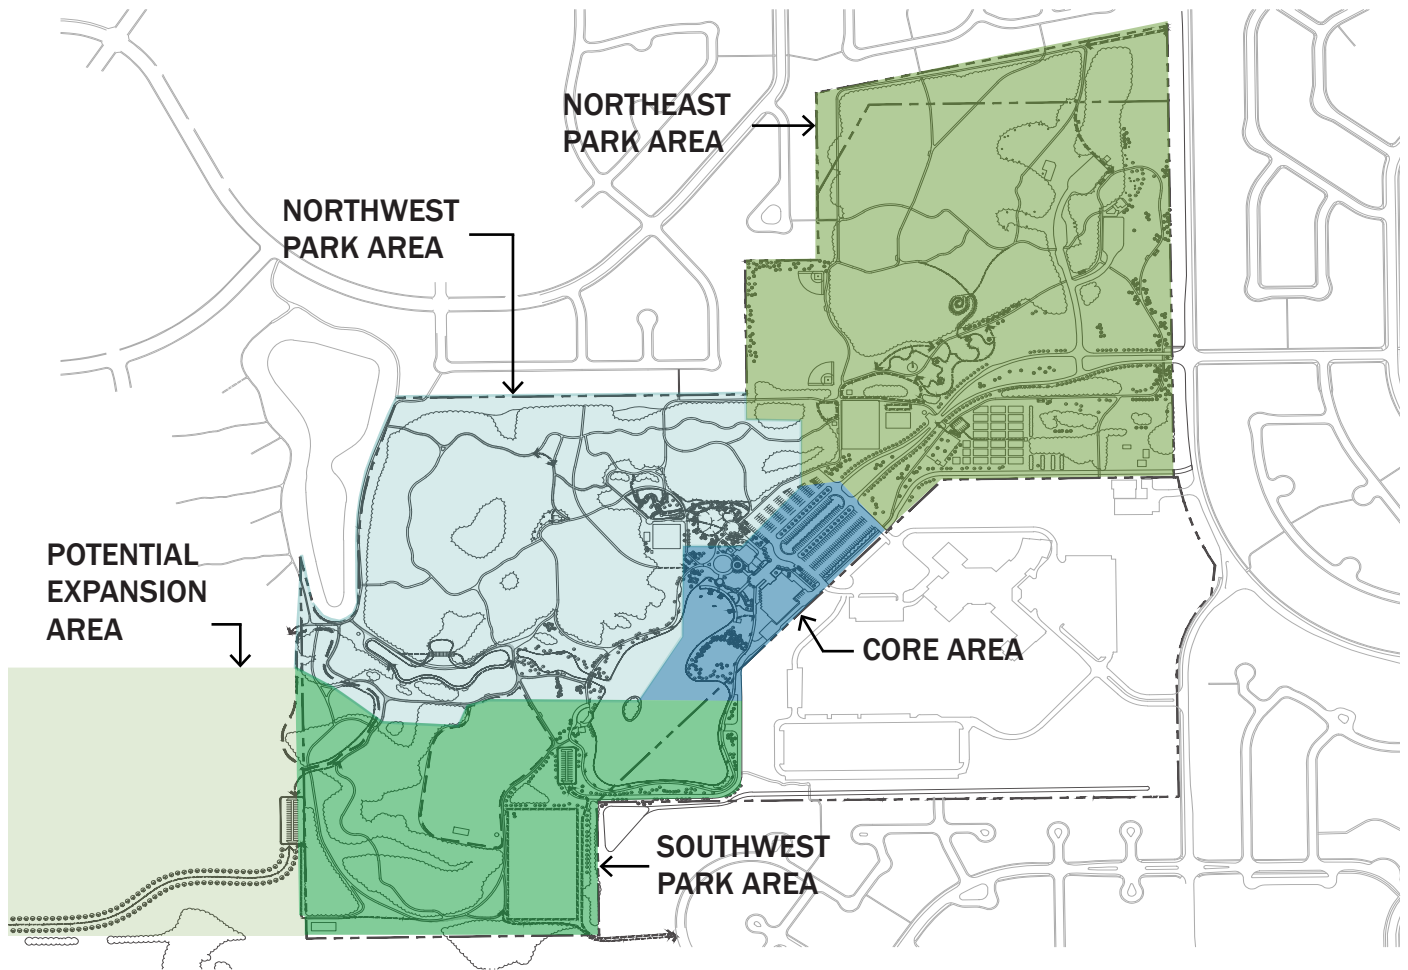 NORTHEAST
PARK AREA
NORTHWEST
PARK AREA
POTENTIAL
EXPANSION
AREA
CORE AREA
SOUTHWEST
PARK AREA